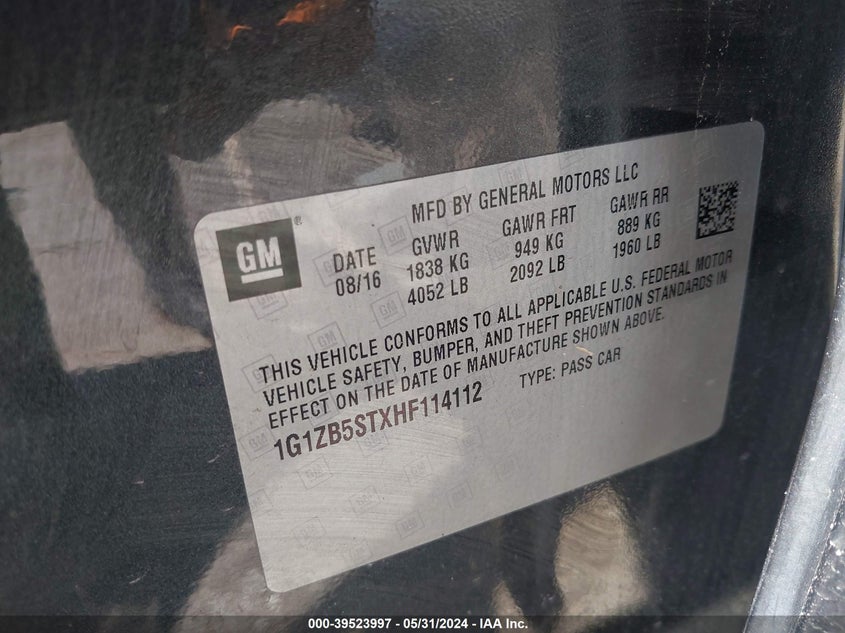 GM®
MFD BY GENERAL MOTORS LLC
DATE GVWR GAWR FRT GAWR RR
08/16 1838 KG 949 KG 889 KG
4052 LB 2092 LB 1960 LB
THIS VEHICLE CONFORMS TO ALL APPLICABLE U.S. FEDERAL MOTOR
VEHICLE SAFETY, BUMPER, AND THEFT PREVENTION STANDARDS IN
EFFECT ON THE DATE OF MANUFACTURE SHOWN ABOVE.
1G1ZB5STXHF114112 TYPE: PASS CAR
000-39523997 - 05/31/2024 - IAA Inc.